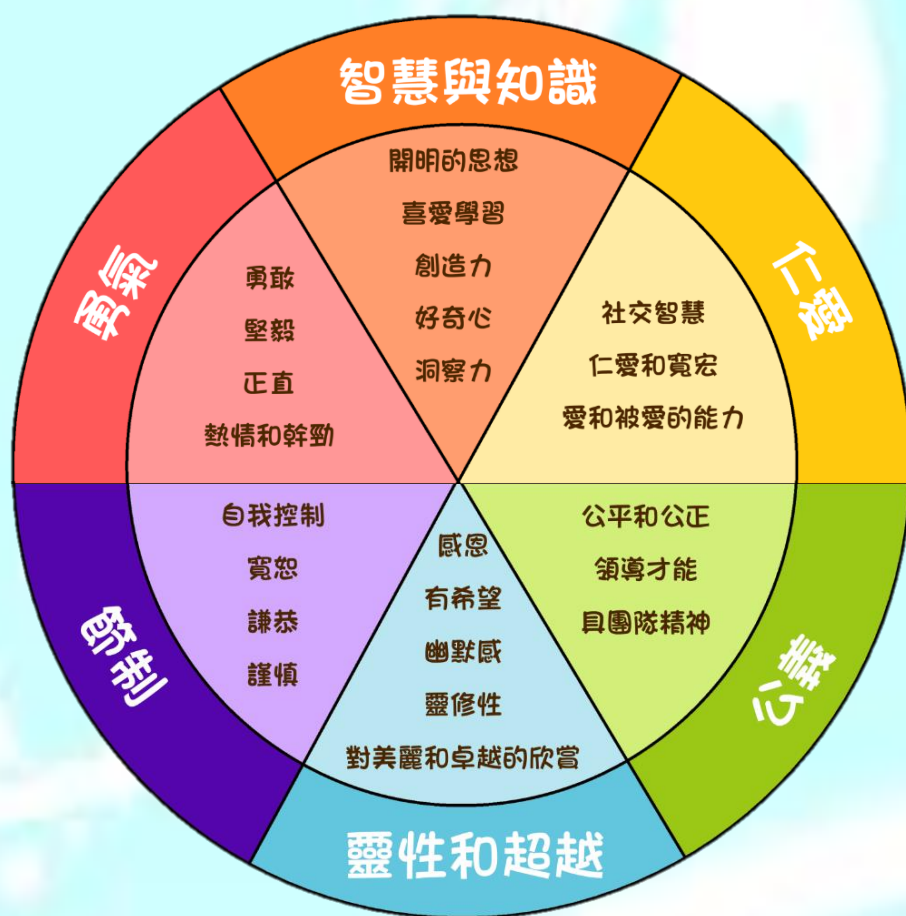 智慧與知識
開明的思想
喜愛學習
創造力
好奇心
洞察力
仁愛
社交智慧
仁愛和寬宏
愛和被愛的能力
公義
公平和公正
領導才能
具團隊精神
靈性和超越
感恩
有希望
幽默感
靈修性
對美麗和卓越的欣賞
節制
自我控制
寬恕
謙恭
謹慎
勇氣
勇敢
堅毅
正直
熱情和幹勁